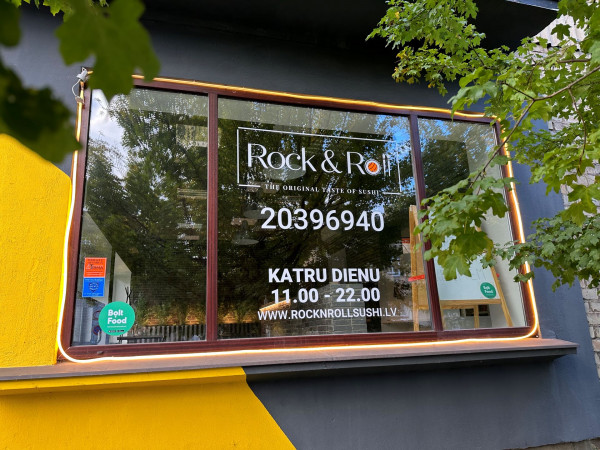 Rock & Roll
THE ORIGINAL TASTE OF SUSHI
20396940
KATRU DIENU
11.00 - 22.00
WWW.ROCKNROLLSUSHI.LV
Bolt
Food